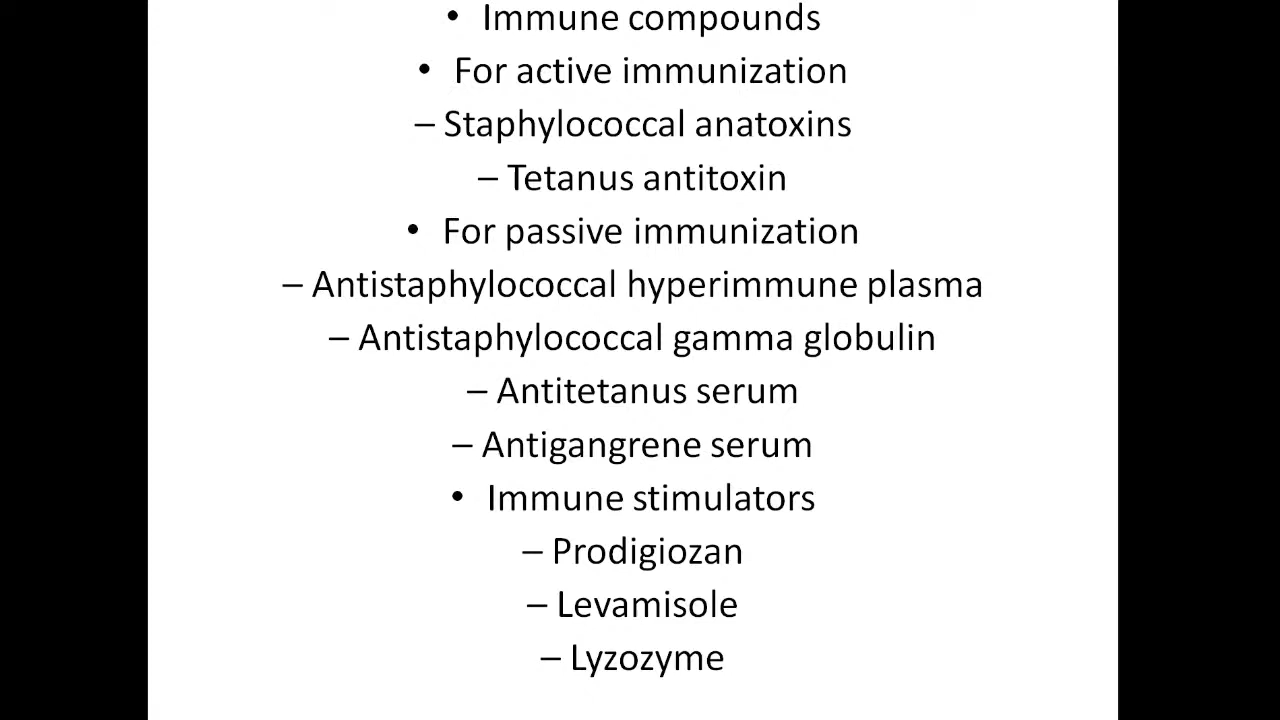 • Immune compounds
• For active immunization
– Staphylococcal anatoxins
– Tetanus antitoxin
• For passive immunization
– Antistaphylococcal hyperimmune plasma
– Antistaphylococcal gamma globulin
– Antitetanus serum
– Antigangrene serum
• Immune stimulators
– Prodigiozan
– Levamisole
– Lyzozyme